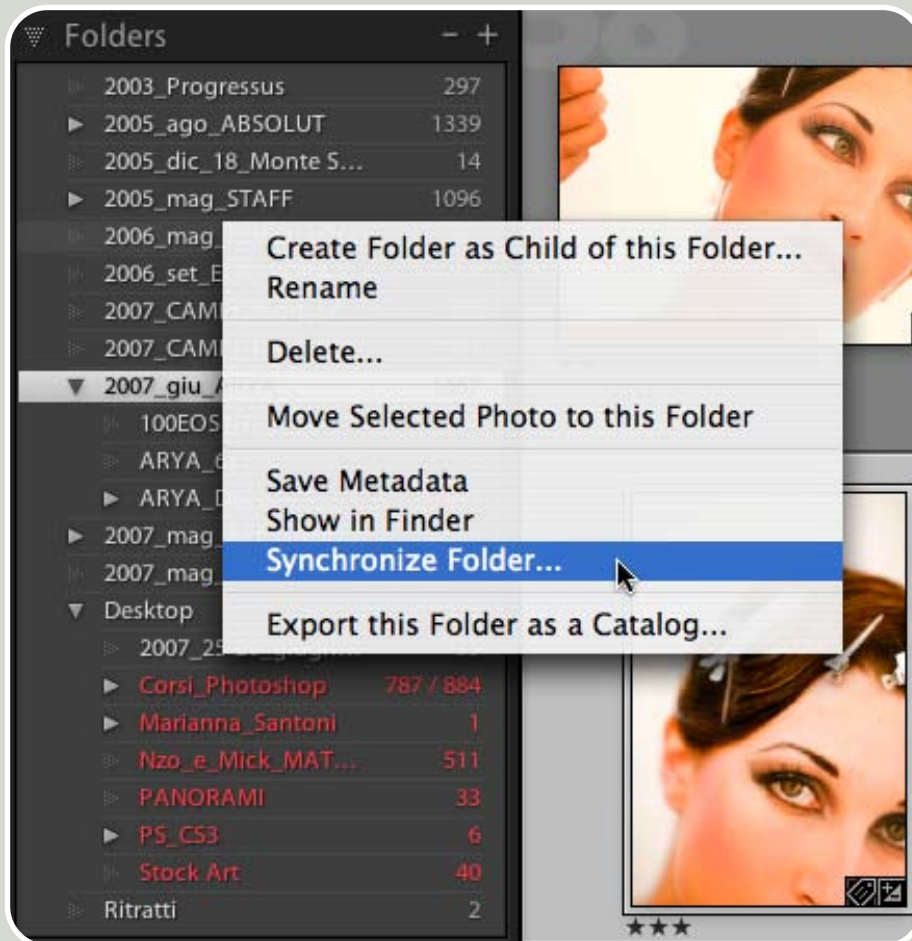 Folders - +
2003_Progressus 297
2005_ago_ABSOLUT 1339
2005_dic_18_Monte S... 14
2005_mag_STAFF 1096
2006_mag_
2006_set_E
2007_CAM
2007_CAM
2007_giu_
100EOS
ARYA_
ARYA_
2007_mag_
2007_mag_
Desktop
2007_25
Corsi_Photoshop 787 / 884
Marianna_Santoni 1
Nzo_e_Mick_MAT... 511
PANORAMI 33
PS_CS3 6
Stock Art 40
Ritratti 2
Create Folder as Child of this Folder...
Rename
Delete...
Move Selected Photo to this Folder
Save Metadata
Show in Finder
Synchronize Folder...
Export this Folder as a Catalog...